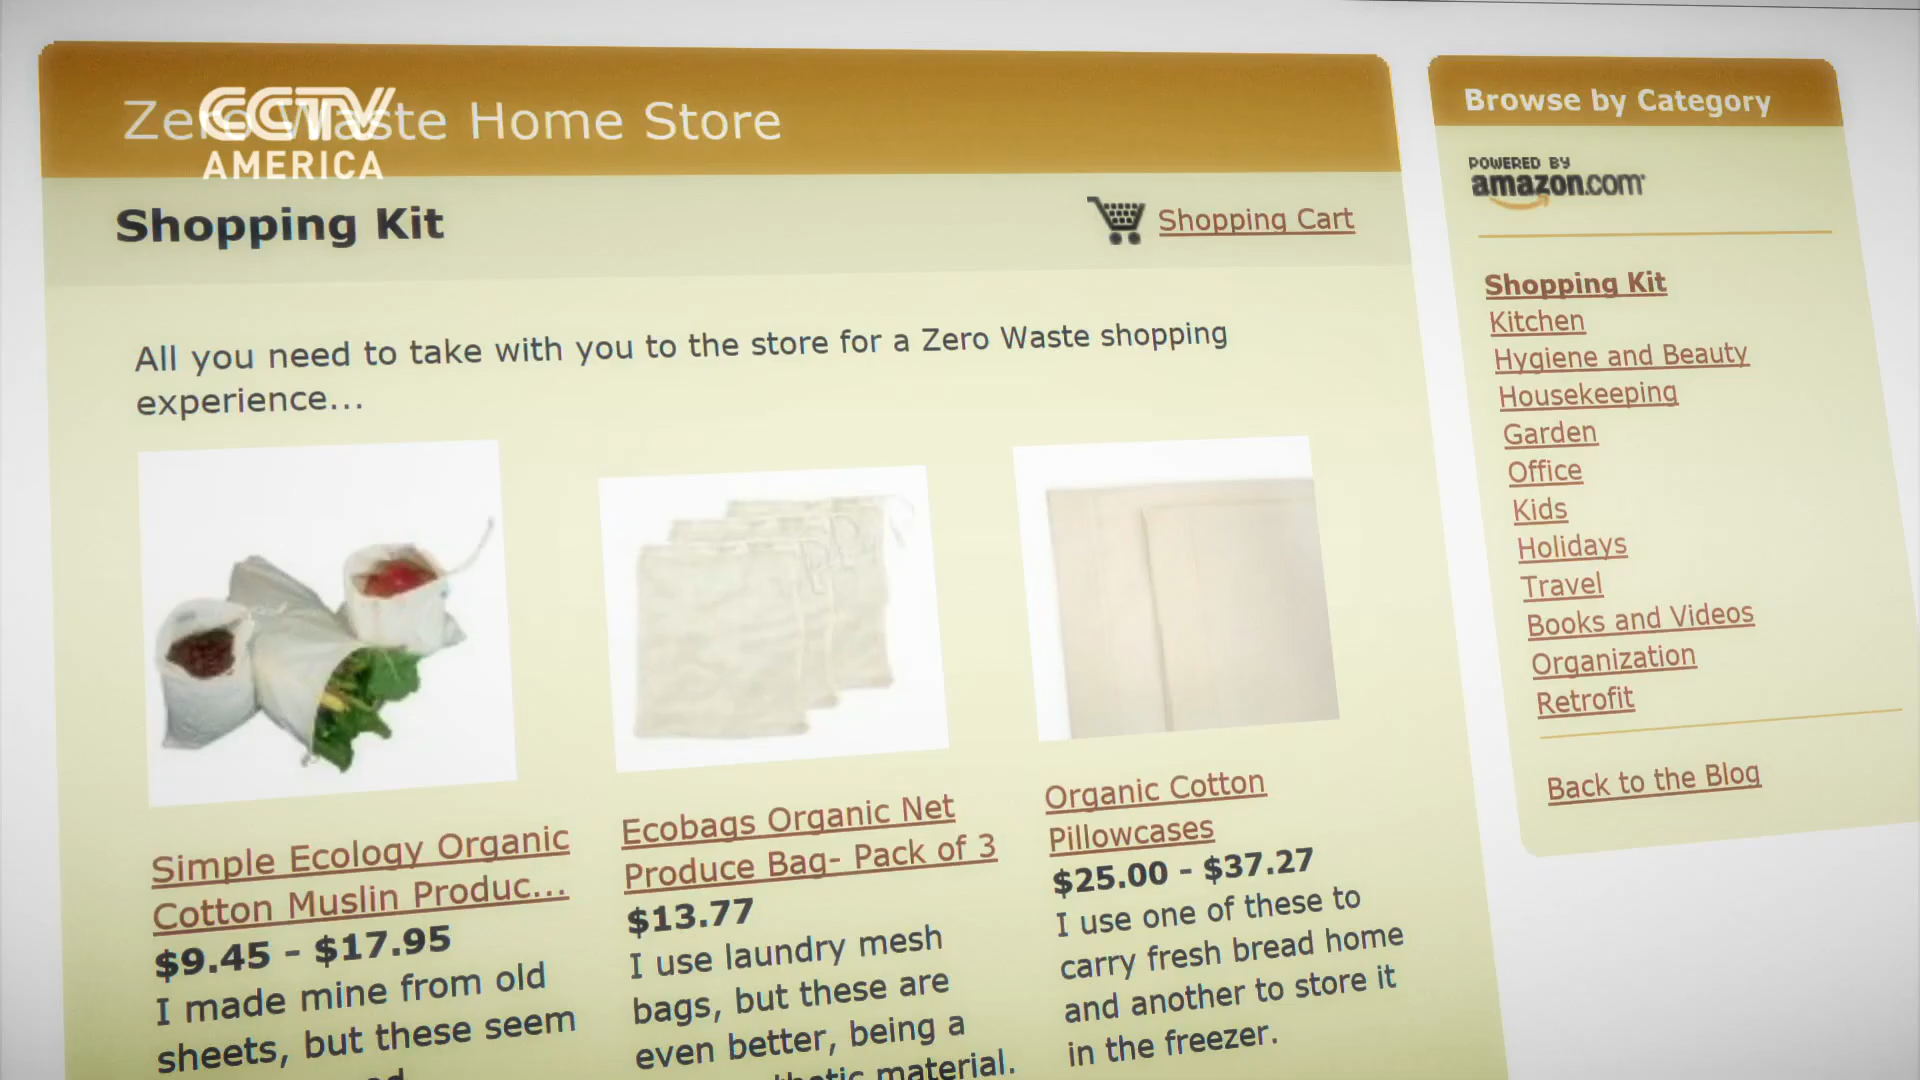 Zero Waste Home Store
CCTV
AMERICA
Shopping Kit
Shopping Cart
All you need to take with you to the store for a Zero Waste shopping
experience...
Simple Ecology Organic
Cotton Muslin Produc...
$9.45 - $17.95
I made mine from old
sheets, but these seem
Ecobags Organic Net
Produce Bag- Pack of 3
$13.77
I use laundry mesh
bags, but these are
even better, being a
material.
Organic Cotton
Pillowcases
$25.00 - $37.27
I use one of these to
carry fresh bread home
and another to store it
in the freezer.
Browse by Category
POWERED BY
amazon.com
Shopping Kit
Kitchen
Hygiene and Beauty
Housekeeping
Garden
Office
Kids
Holidays
Travel
Books and Videos
Organization
Retrofit
Back to the Blog